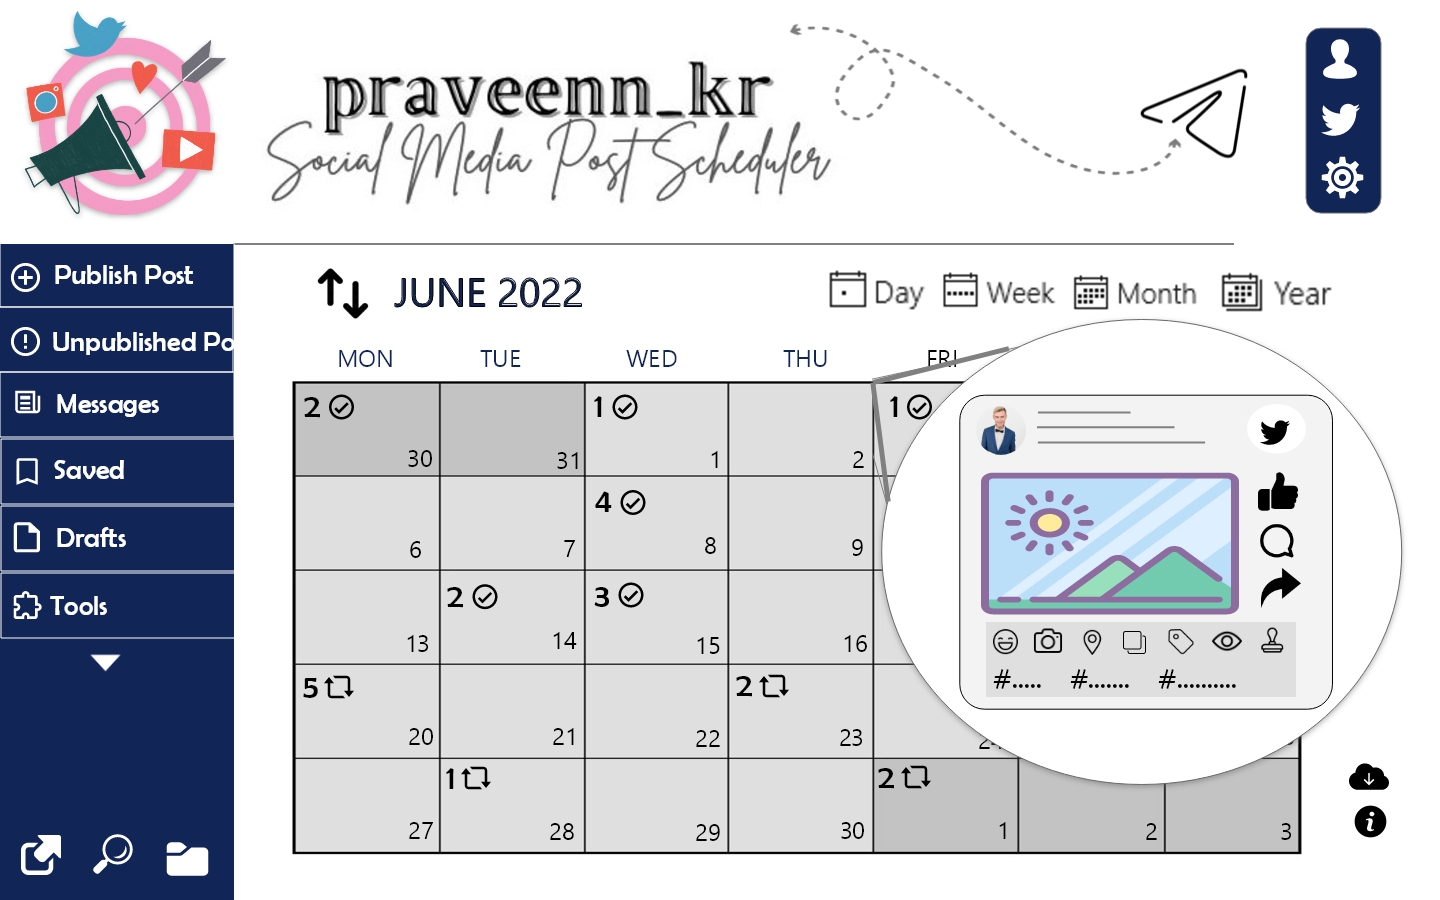 praveenn_kr
Social Media Post Scheduler
Publish Post
Unpublished Po
Messages
Saved
Drafts
Tools
JUNE 2022
Day Week Month Year
MON TUE WED THU FRI
2 1 1
30 31 1 2
4
6 7 8 9
2 3
13 14 15 16
5 2
20 21 22 23
1 2
27 28 29 30 1 2 3
#..... #....... #..........